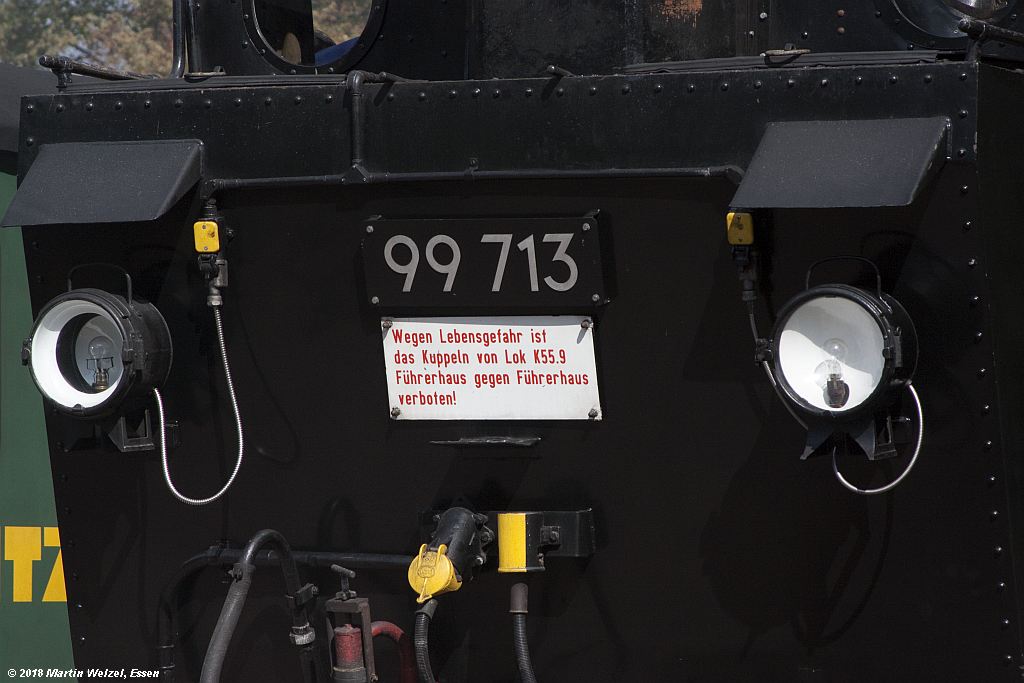 99 713
Wegen Lebensgefahr ist
das Kuppeln von Lok K55.9
Führerhaus gegen Führerhaus
verboten!
TZ
© 2018 Martin Welzel, Essen